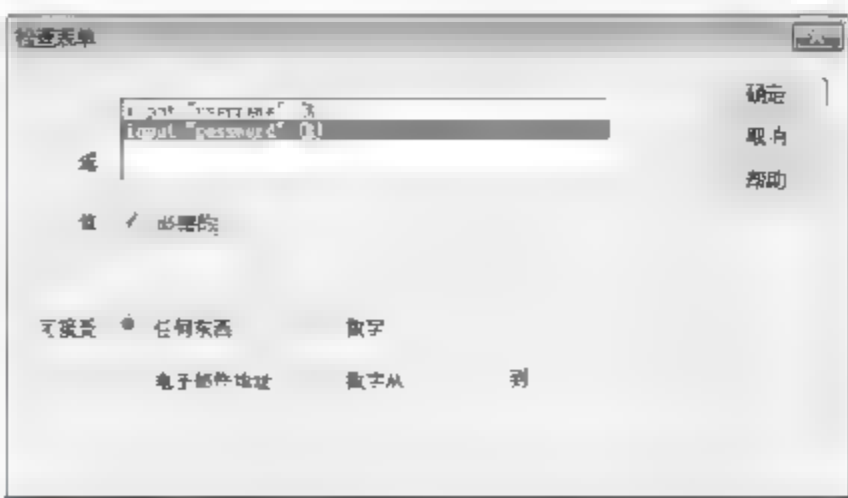 检查表单
input "username" (R)
input "password" (R)
域
值 必需的
可接受 任何东西 数字
电子邮件地址 数字从 到
确定
取消
帮助